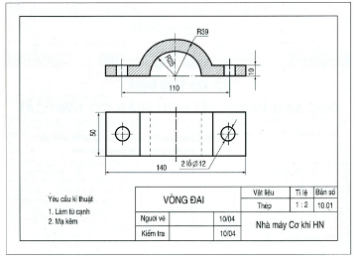 R39
R25
10
110
50
2 lỗ Ø12
140
Yêu cầu kĩ thuật
1. Làm tù cạnh
2. Mạ kẽm
VÒNG ĐAI
Vật liệu Tỉ lệ Bản số
Thép 1:2 10.01
Người vẽ 10/04
Kiểm tra 10/04
Nhà máy Cơ khí HN